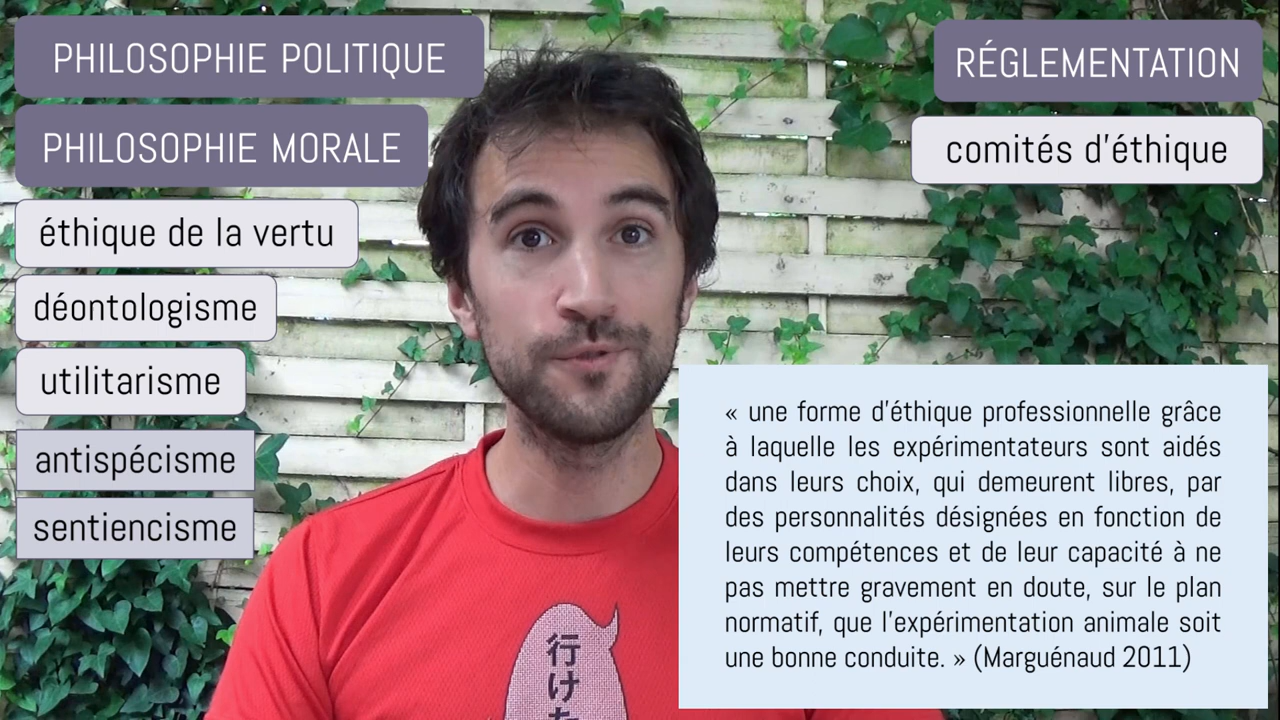 PHILOSOPHIE POLITIQUE
PHILOSOPHIE MORALE
éthique de la vertu
déontologisme
utilitarisme
antispécisme
sentiencisme
RÉGLEMENTATION
comités d'éthique
« une forme d'éthique professionnelle grâce
à laquelle les expérimentateurs sont aidés
dans leurs choix, qui demeurent libres, par
des personnalités désignées en fonction de
leurs compétences et de leur capacité à ne
pas mettre gravement en doute, sur le plan
normatif, que l'expérimentation animale soit
une bonne conduite. » (Marguénaud 2011)
行け